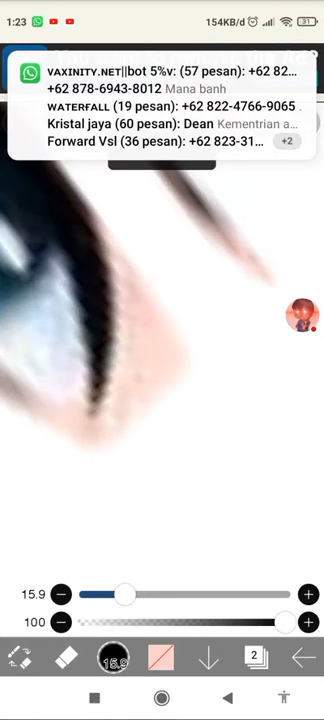 1:23
154KB/d
31
VAXINITY.NET||bot 5%v: (57 pesan): +62 82...
+62 878-6943-8012 Mana banh
WATERFALL (19 pesan): +62 822-4766-9065 .
Kristal jaya (60 pesan): Dean Kementrian a...
Forward Vsl (36 pesan): +62 823-31...
+2
15.9
100
15.9
2